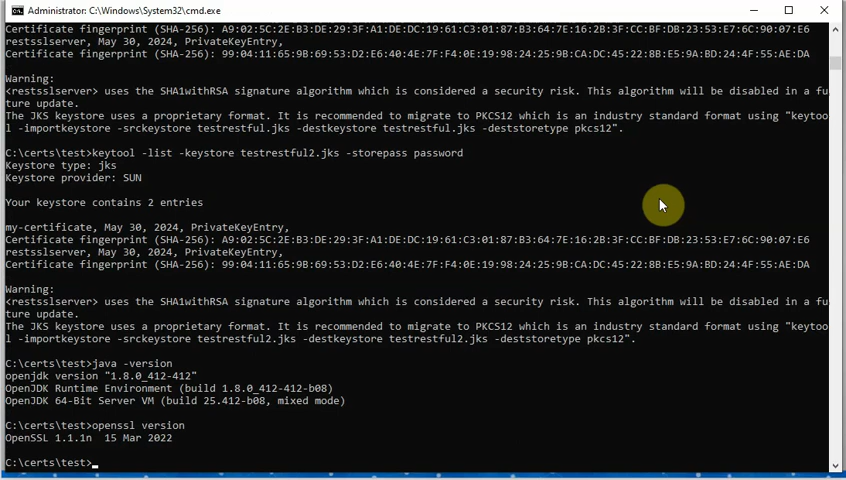 Administrator: C:\Windows\System32\cmd.exe
Certificate fingerprint (SHA-256): A9:02:5C:2E:B3:DE:29:3F:A1:DE:DC:19:61:C3:01:87:B3:64:7E:16:2B:3F:CC:BF:DB:23:53:E7:6C:90:07:E6
restsslserver, May 30, 2024, PrivateKeyEntry,
Certificate fingerprint (SHA-256): 99:04:11:65:9B:69:53:D2:E6:40:4E:7F:F4:0E:19:98:24:25:9B:CA:DC:45:22:8B:E5:9A:BD:24:4F:55:AE:DA
Warning:
<restsslserver> uses the SHA1withRSA signature algorithm which is considered a security risk. This algorithm will be disabled in a fu
ture update.
The JKS keystore uses a proprietary format. It is recommended to migrate to PKCS12 which is an industry standard format using "keytoo
l -importkeystore -srckeystore testrestful.jks -destkeystore testrestful.jks -deststoretype pkcs12".
C:\certs\test>keytool -list -keystore testrestful2.jks -storepass password
Keystore type: jks
Keystore provider: SUN
Your keystore contains 2 entries
my-certificate, May 30, 2024, PrivateKeyEntry,
Certificate fingerprint (SHA-256): A9:02:5C:2E:B3:DE:29:3F:A1:DE:DC:19:61:C3:01:87:B3:64:7E:16:2B:3F:CC:BF:DB:23:53:E7:6C:90:07:E6
restsslserver, May 30, 2024, PrivateKeyEntry,
Certificate fingerprint (SHA-256): 99:04:11:65:9B:69:53:D2:E6:40:4E:7F:F4:0E:19:98:24:25:9B:CA:DC:45:22:8B:E5:9A:BD:24:4F:55:AE:DA
Warning:
<restsslserver> uses the SHA1withRSA signature algorithm which is considered a security risk. This algorithm will be disabled in a fu
ture update.
The JKS keystore uses a proprietary format. It is recommended to migrate to PKCS12 which is an industry standard format using "keytoo
l -importkeystore -srckeystore testrestful2.jks -destkeystore testrestful2.jks -deststoretype pkcs12".
C:\certs\test>java -version
openjdk version "1.8.0_412-412"
OpenJDK Runtime Environment (build 1.8.0_412-412-b08)
OpenJDK 64-Bit Server VM (build 25.412-b08, mixed mode)
C:\certs\test>openssl version
OpenSSL 1.1.1n  15 Mar 2022
C:\certs\test>